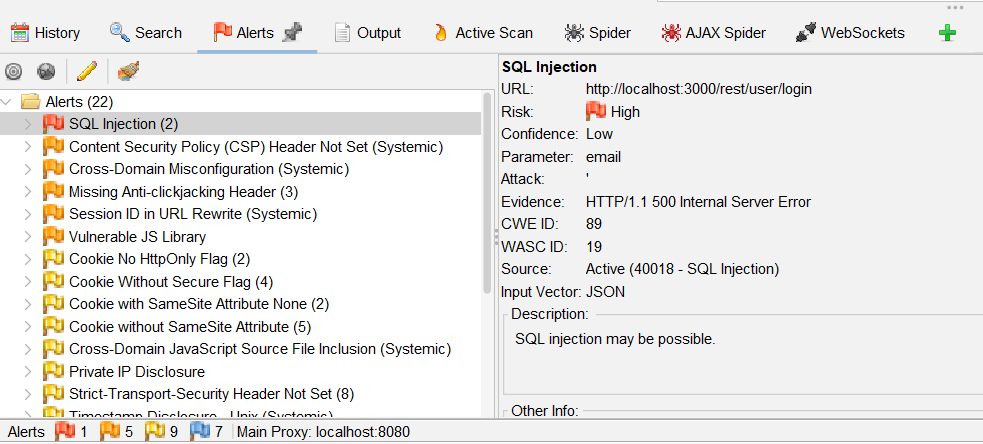 History Search Alerts Output Active Scan Spider AJAX Spider WebSockets
Alerts (22)
SQL Injection (2)
Content Security Policy (CSP) Header Not Set (Systemic)
Cross-Domain Misconfiguration (Systemic)
Missing Anti-clickjacking Header (3)
Session ID in URL Rewrite (Systemic)
Vulnerable JS Library
Cookie No HttpOnly Flag (2)
Cookie Without Secure Flag (4)
Cookie with SameSite Attribute None (2)
Cookie without SameSite Attribute (5)
Cross-Domain JavaScript Source File Inclusion (Systemic)
Private IP Disclosure
Strict-Transport-Security Header Not Set (8)
Timestamp Disclosure - Unix (Systemic)
SQL Injection
URL: http://localhost:3000/rest/user/login
Risk: High
Confidence: Low
Parameter: email
Attack: '
Evidence: HTTP/1.1 500 Internal Server Error
CWE ID: 89
WASC ID: 19
Source: Active (40018 - SQL Injection)
Input Vector: JSON
Description:
SQL injection may be possible.
Other Info:
Alerts 1 5 9 7 Main Proxy: localhost:8080